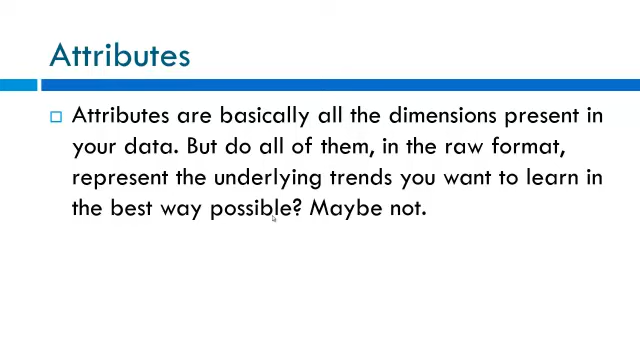 Attributes
Attributes are basically all the dimensions present in
your data. But do all of them, in the raw format,
represent the underlying trends you want to learn in
the best way possible? Maybe not.